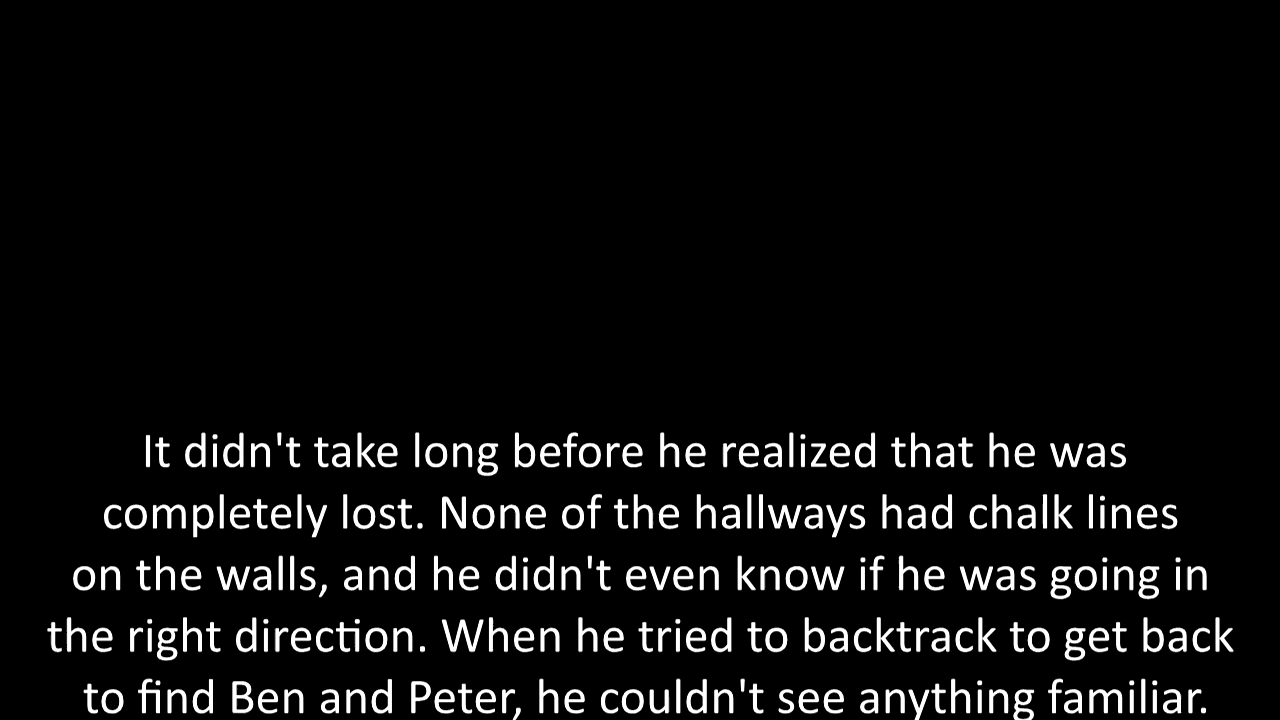 It didn't take long before he realized that he was
completely lost. None of the hallways had chalk lines
on the walls, and he didn't even know if he was going in
the right direction. When he tried to backtrack to get back
to find Ben and Peter, he couldn't see anything familiar.